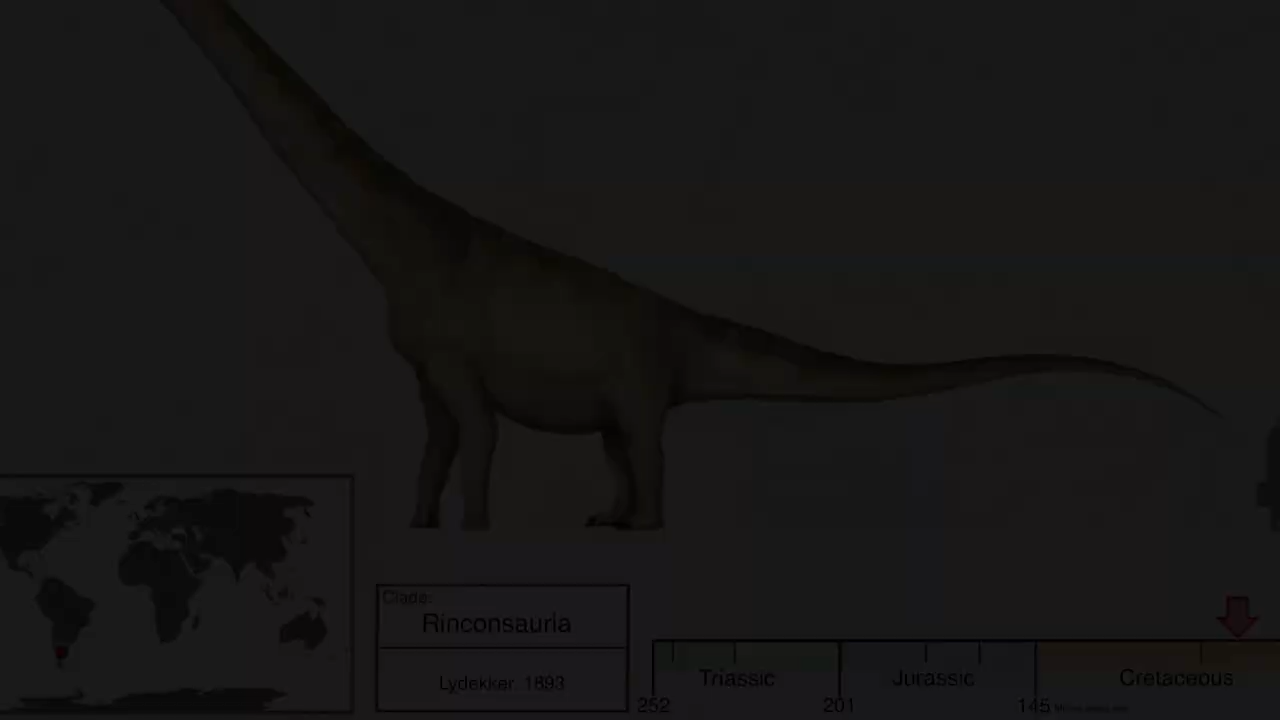 Clade:
Rinconsauria
Lydekker, 1893
Triassic
Jurassic
Cretaceous
252
201
145